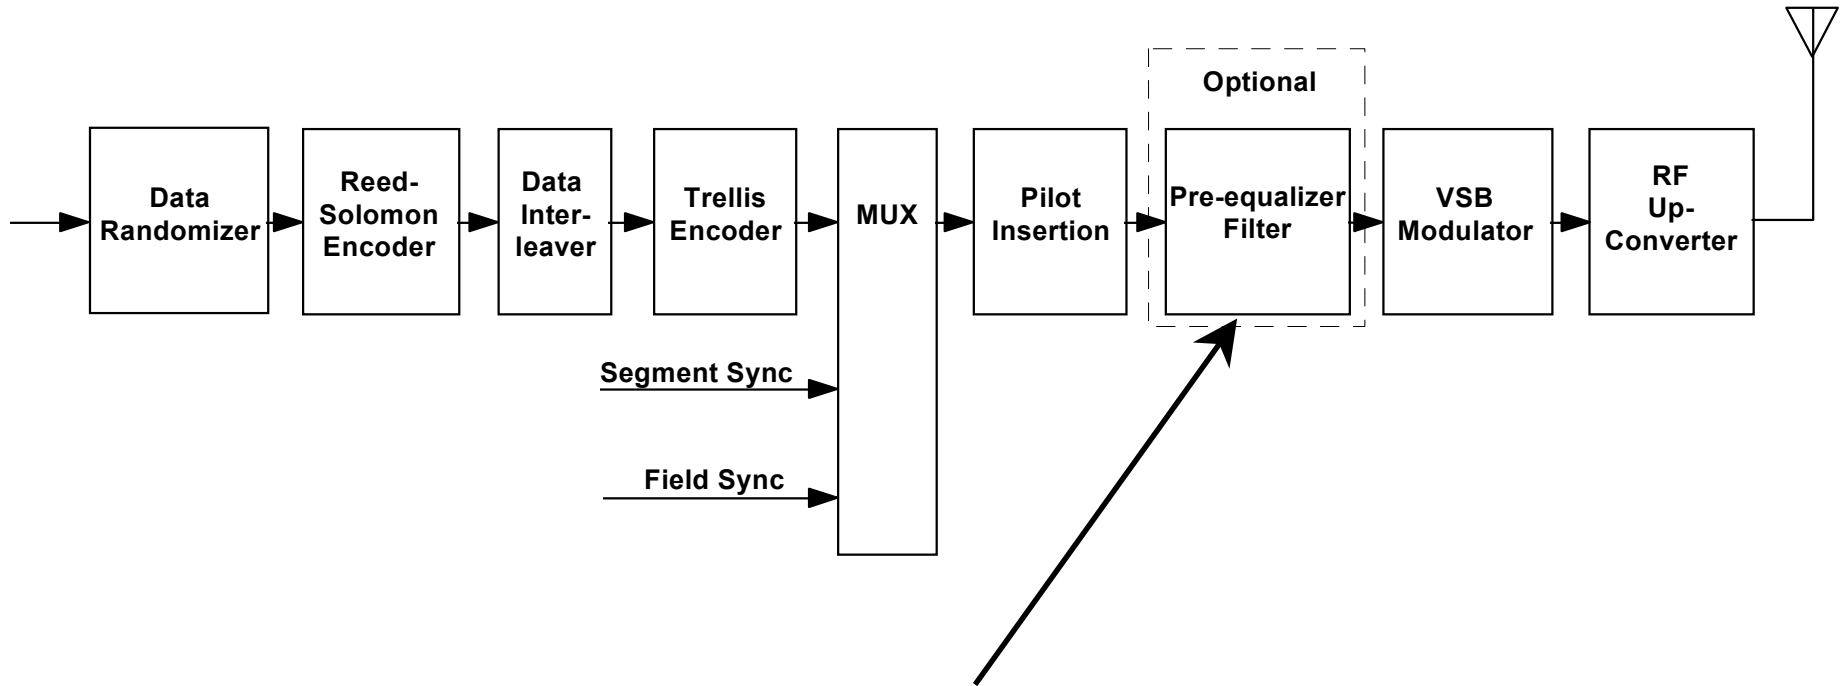 Optional
Data
Randomizer
Reed-
Solomon
Encoder
Data
Inter-
leaver
Trellis
Encoder
MUX
Pilot
Insertion
Pre-equalizer
Filter
VSB
Modulator
RF
Up-
Converter
Segment Sync
Field Sync